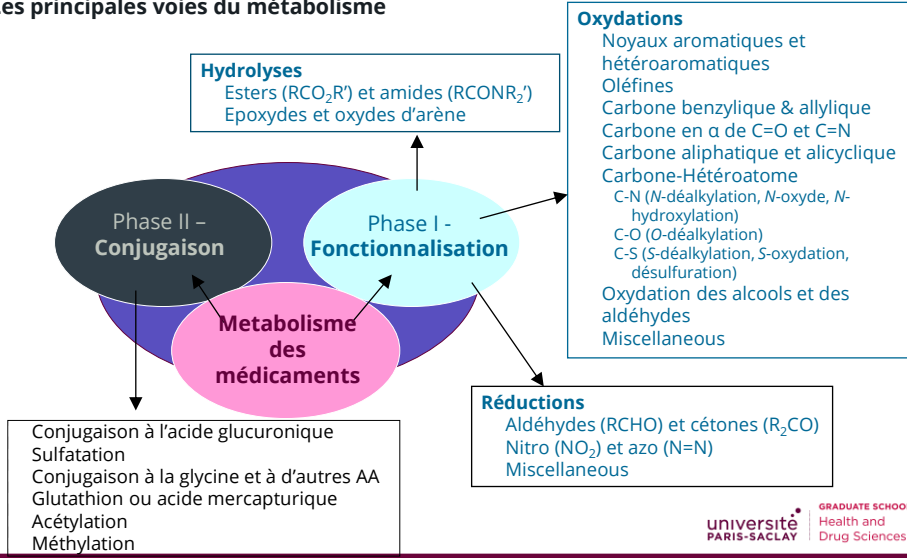 es principales voies du métabolisme
Oxydations
Noyaux aromatiques et
hétéroaromatiques
Oléfines
Carbone benzylique & allylique
Carbone en α de C=O et C=N
Carbone aliphatique et alicyclique
Carbone-Hétéroatome
C-N (N-déalkylation, N-oxyde, N-
hydroxylation)
C-O (O-déalkylation)
C-S (S-déalkylation, S-oxydation,
désulfuration)
Oxydation des alcools et des
aldéhydes
Miscellaneous
Hydrolyses
Esters (RCO₂R’) et amides (RCONR₂’)
Epoxydes et oxydes d’arène
Phase II –
Conjugaison
Phase I -
Fonctionnalisation
Metabolisme
des
médicaments
Réductions
Aldéhydes (RCHO) et cétones (R₂CO)
Nitro (NO₂) et azo (N=N)
Miscellaneous
Conjugaison à l’acide glucuronique
Sulfatation
Conjugaison à la glycine et à d’autres AA
Glutathion ou acide mercapturique
Acétylation
Méthylation
université
PARIS-SACLAY
GRADUATE SCHOOL
Health and
Drug Sciences